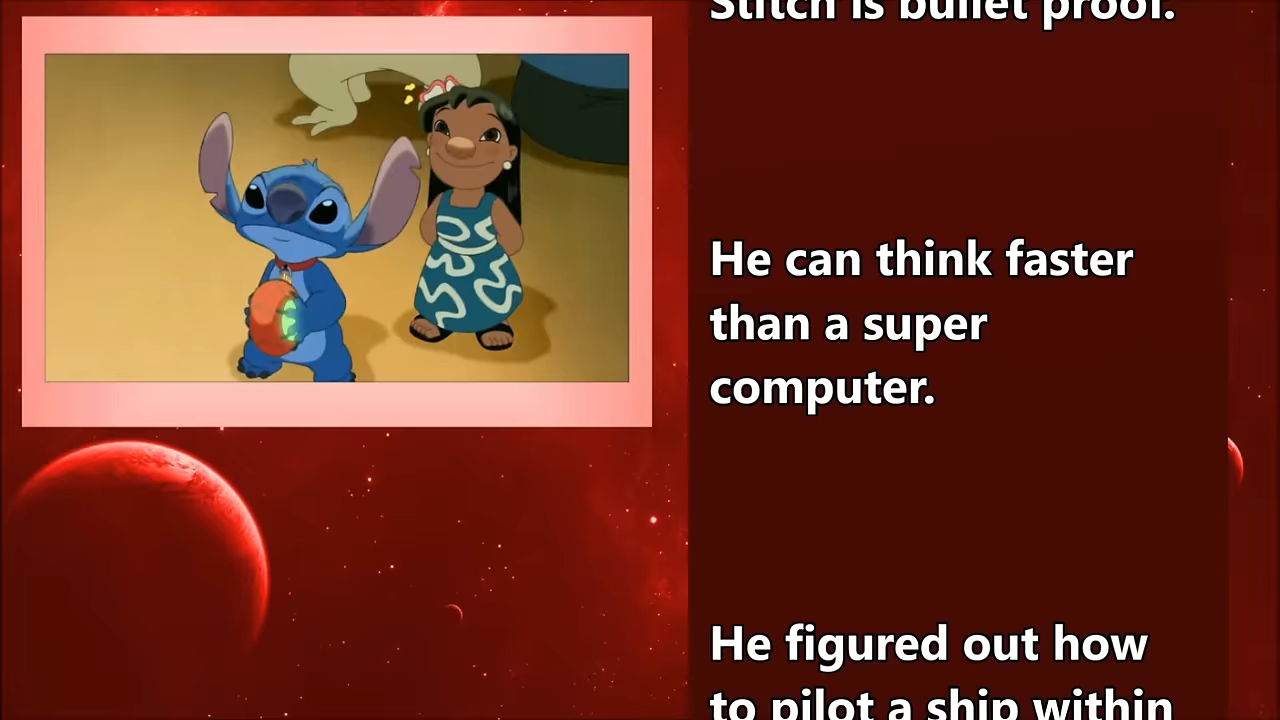 Stitch is bullet proof.
He can think faster
than a super
computer.
He figured out how
to pilot a ship within